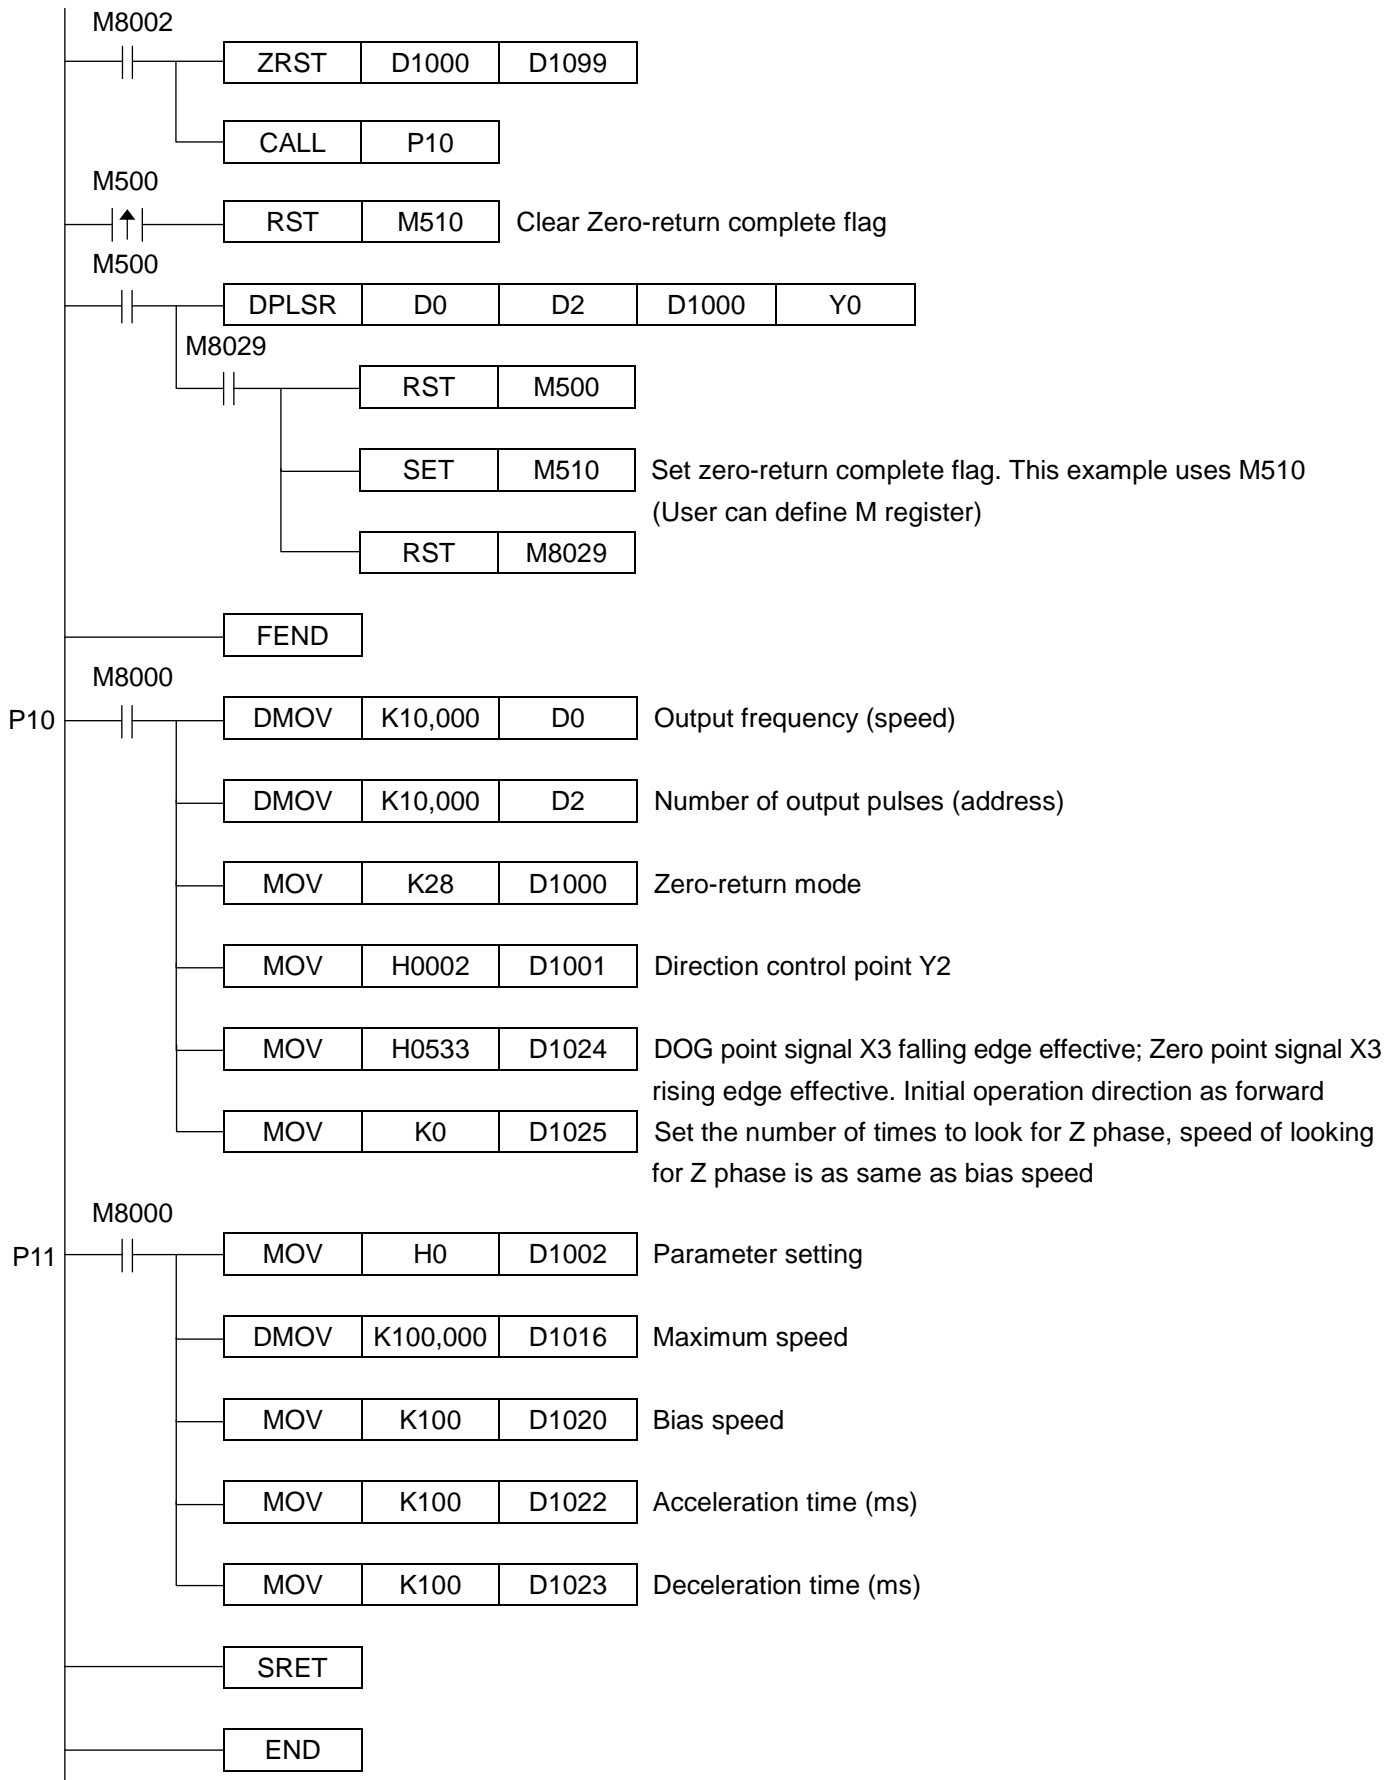 M8002
ZRST D1000 D1099
CALL P10
M500
RST M510 Clear Zero-return complete flag
M500
DPLSR D0 D2 D1000 Y0
M8029
RST M500
SET M510 Set zero-return complete flag. This example uses M510
(User can define M register)
RST M8029
FEND
M8000
P10 DMOV K10,000 D0 Output frequency (speed)
DMOV K10,000 D2 Number of output pulses (address)
MOV K28 D1000 Zero-return mode
MOV H0002 D1001 Direction control point Y2
MOV H0533 D1024 DOG point signal X3 falling edge effective; Zero point signal X3
rising edge effective. Initial operation direction as forward
MOV K0 D1025 Set the number of times to look for Z phase, speed of looking
for Z phase is as same as bias speed
M8000
P11 MOV H0 D1002 Parameter setting
DMOV K100,000 D1016 Maximum speed
MOV K100 D1020 Bias speed
MOV K100 D1022 Acceleration time (ms)
MOV K100 D1023 Deceleration time (ms)
SRET
END